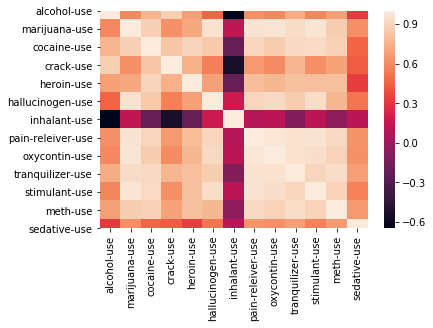 alcohol-use
marijuana-use
cocaine-use
crack-use
heroin-use
hallucinogen-use
inhalant-use
pain-releiver-use
oxycontin-use
tranquilizer-use
stimulant-use
meth-use
sedative-use
alcohol-use
marijuana-use
cocaine-use
crack-use
heroin-use
hallucinogen-use
inhalant-use
pain-releiver-use
oxycontin-use
tranquilizer-use
stimulant-use
meth-use
sedative-use
0.9
0.6
0.3
0.0
−0.3
−0.6